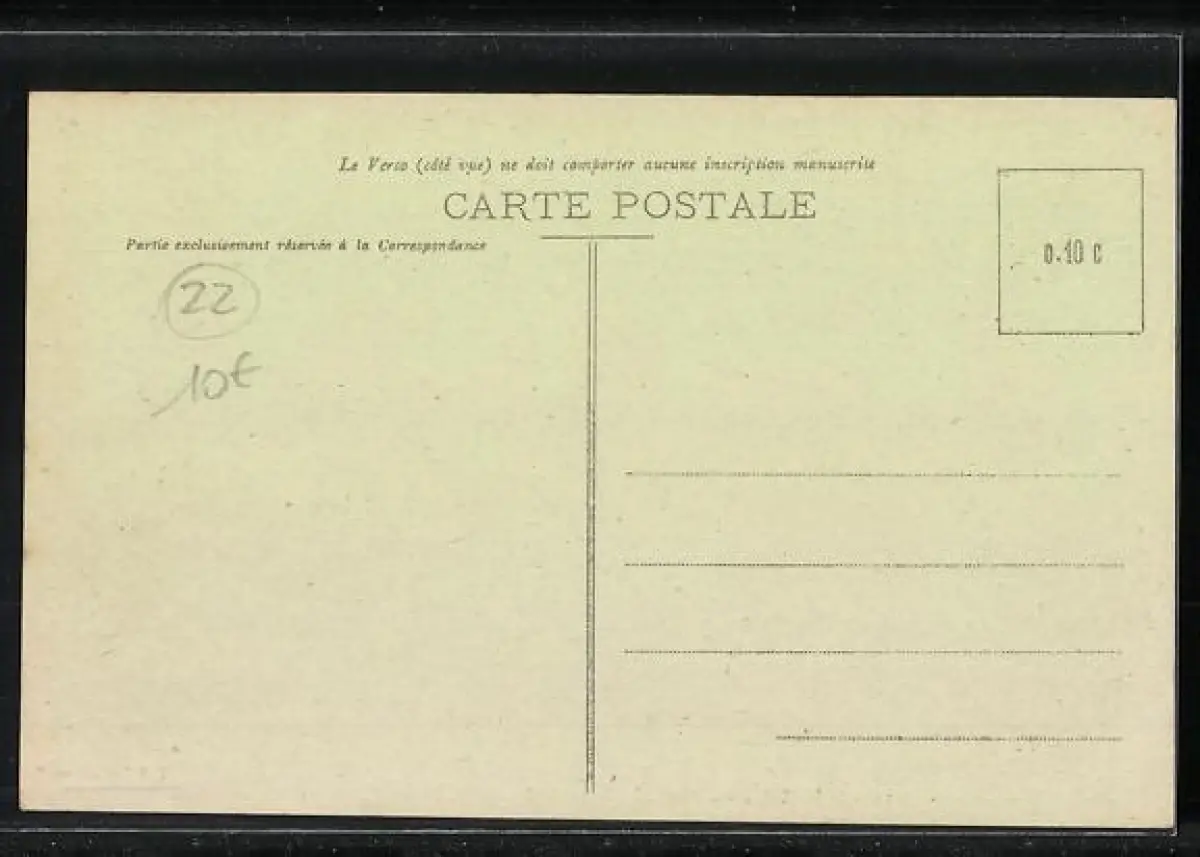 Le Verso (côté vue) ne doit comporter aucune inscription manuscrite
CARTE POSTALE
Partie exclusivement réservée à la Correspondance
0.10 C
22
10€